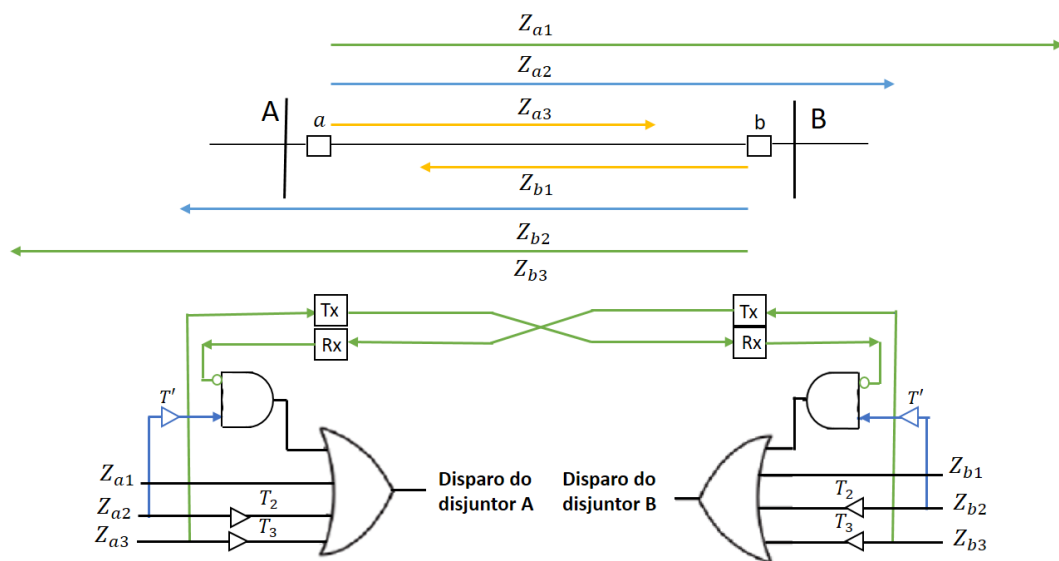 Z_{a1}
Z_{a2}
Z_{a3}
A a b B
Z_{b1}
Z_{b2}
Z_{b3}
Tx Tx
Rx Rx
T' T'
Z_{a1} Disparo do Disparo do Z_{b1}
disjuntor A disjuntor B
Z_{a2} T_2 T_2 Z_{b2}
Z_{a3} T_3 T_3 Z_{b3}